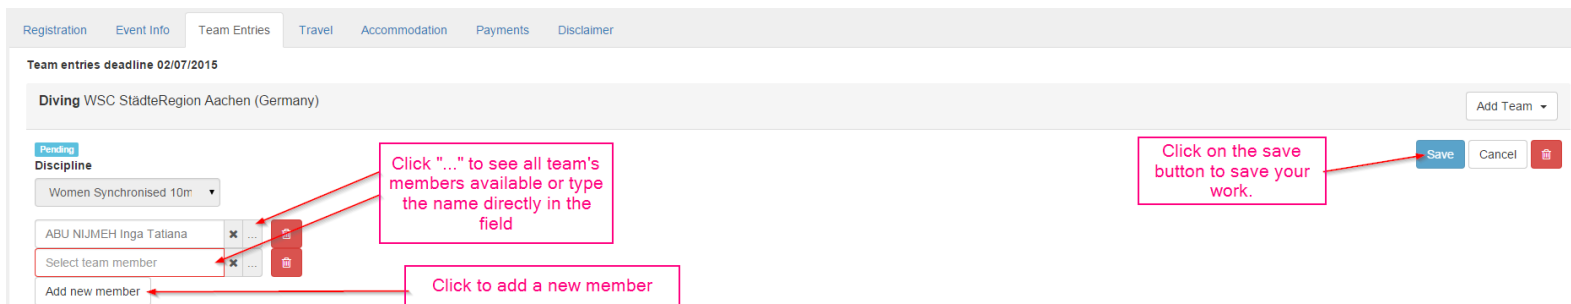 Registration Event Info Team Entries Travel Accommodation Payments Disclaimer
Team entries deadline 02/07/2015
Diving WSC StädteRegion Aachen (Germany)
Add Team
Pending
Discipline
Women Synchronised 10m
Click "..." to see all team's
members available or type
the name directly in the
field
Click on the save
button to save your
work.
Save Cancel
ABU NIJMEH Inga Tatiana ...
Select team member ...
Add new member
Click to add a new member